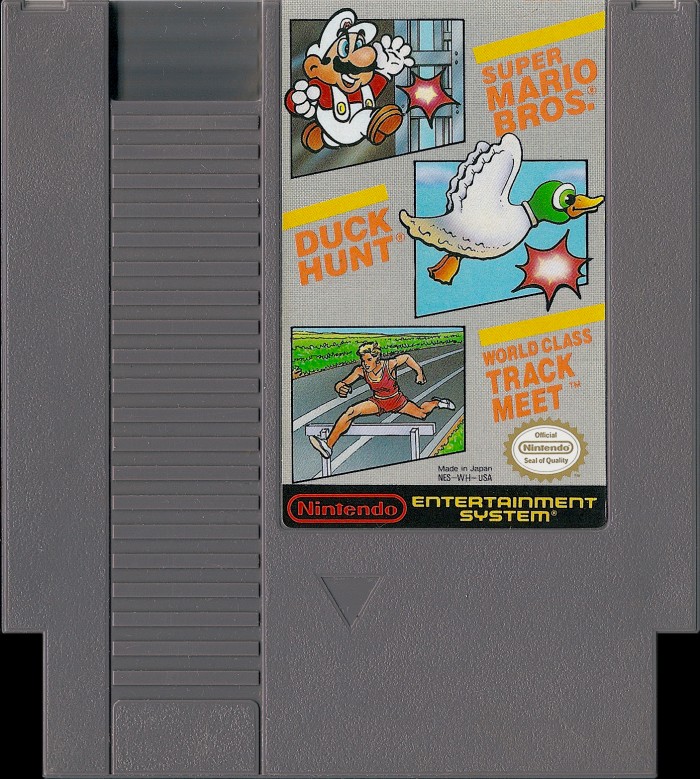 SUPER
MARIO
BROS.®
DUCK
HUNT®
WORLD CLASS
TRACK
MEET™
Official
Nintendo
Seal of Quality
Made in Japan
NES-WH-USA
Nintendo
ENTERTAINMENT
SYSTEM®